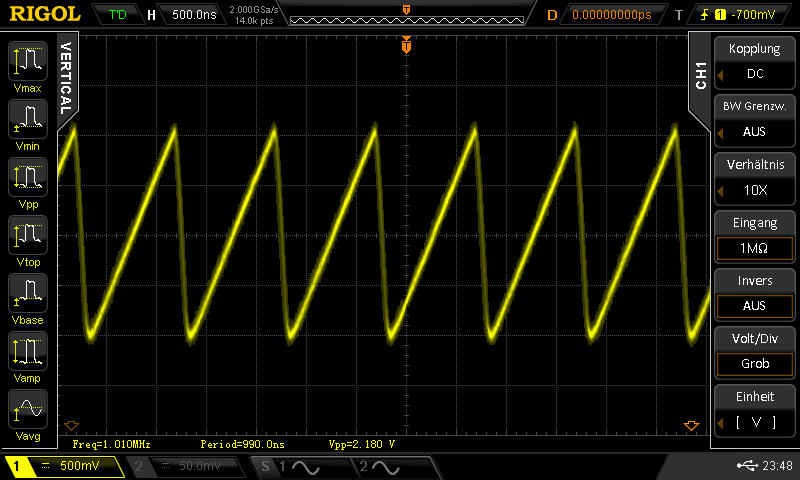 RIGOL T'D H 500.0ns 2.000GSa/s 14.0k pts D 0.00000000ps T 1 -700mV
T
VERTICAL
Vmax
Vmin
Vpp
Vtop
Vbase
Vamp
Vavg
CH1
Kopplung
DC
BW Grenzw.
AUS
Verhältnis
10X
Eingang
1MΩ
Invers
AUS
Volt/Div
Grob
Einheit
[ V ]
Freq=1.010MHz Period=990.0ns Vpp=2.180 V
1 500mV 2 50.0mV S 1 2 23:48